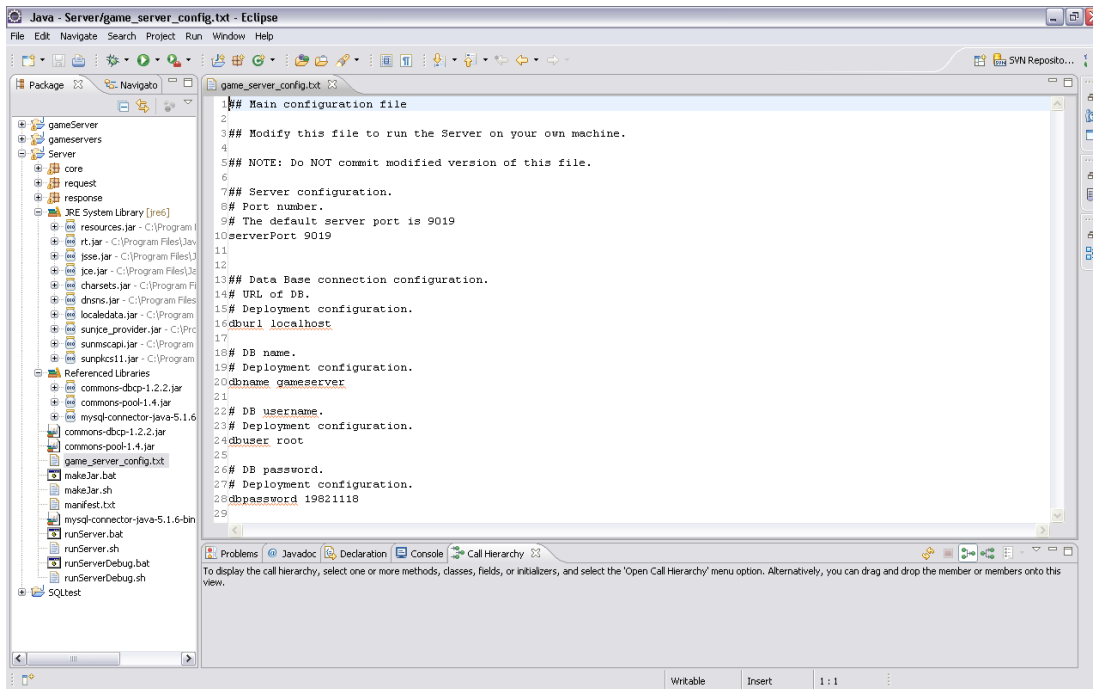 Java - Server/game_server_config.txt - Eclipse
File Edit Navigate Search Project Run Window Help
SVN Reposito...
Package Navigato
game_server_config.txt
gameServer
gameservers
Server
core
request
response
JRE System Library [jre6]
resources.jar - C:\Program
rt.jar - C:\Program Files\Jav
jsse.jar - C:\Program Files\J
jce.jar - C:\Program Files\Ja
charsets.jar - C:\Program Fi
dnsns.jar - C:\Program Files
localedata.jar - C:\Program
sunjce_provider.jar - C:\Prc
sunmscapi.jar - C:\Program
sunpkcs11.jar - C:\Program
Referenced Libraries
commons-dbcp-1.2.2.jar
commons-pool-1.4.jar
mysql-connector-java-5.1.6
commons-dbcp-1.2.2.jar
commons-pool-1.4.jar
game_server_config.txt
makeJar.bat
makeJar.sh
manifest.txt
mysql-connector-java-5.1.6-bin
runServer.bat
runServer.sh
runServerDebug.bat
runServerDebug.sh
SQLtest
1 ## Main configuration file
2
3 ## Modify this file to run the Server on your own machine.
4
5 ## NOTE: Do NOT commit modified version of this file.
6
7 ## Server configuration.
8 # Port number.
9 # The default server port is 9019
10 serverPort 9019
11
12
13 ## Data Base connection configuration.
14 # URL of DB.
15 # Deployment configuration.
16 dburl localhost
17
18 # DB name.
19 # Deployment configuration.
20 dbname gameserver
21
22 # DB username.
23 # Deployment configuration.
24 dbuser root
25
26 # DB password.
27 # Deployment configuration.
28 dbpassword 19821118
29
Problems Javadoc Declaration Console Call Hierarchy
To display the call hierarchy, select one or more methods, classes, fields, or initializers, and select the 'Open Call Hierarchy' menu option. Alternatively, you can drag and drop the member or members onto this
view.
Writable Insert 1 : 1